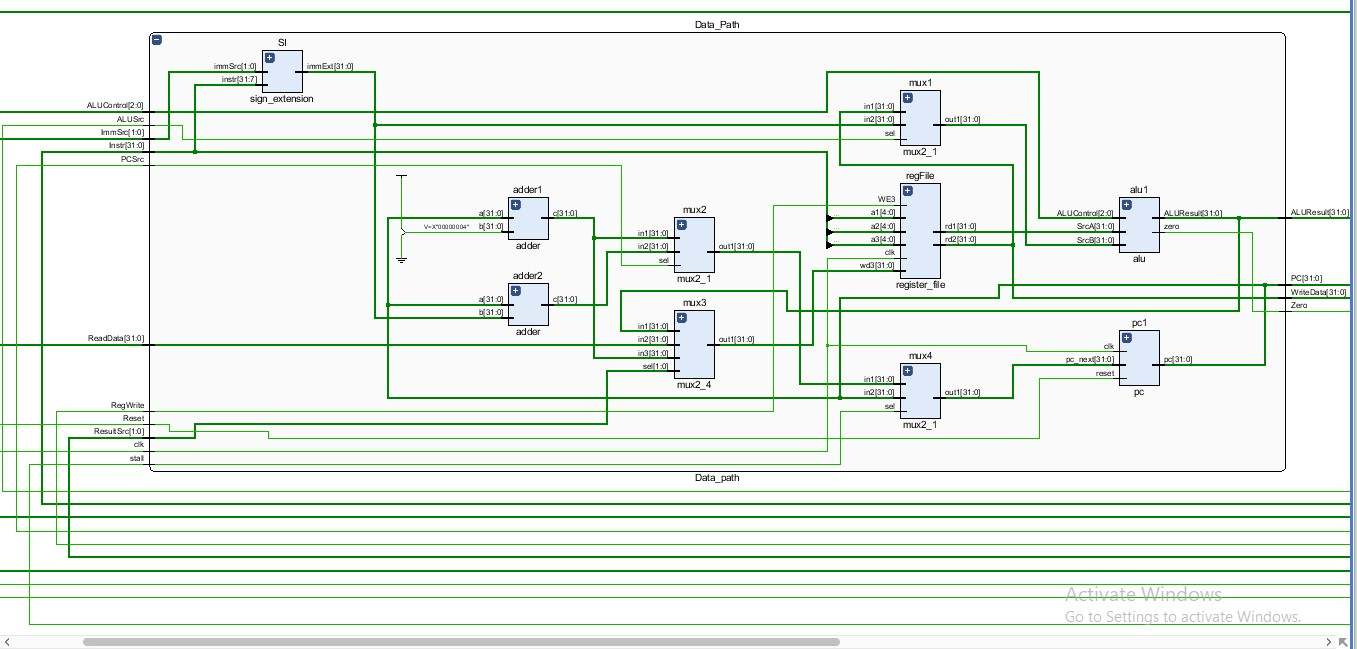 Data_Path
SI
immSrc[1:0]
immExt[31:0]
instr[31:7]
sign_extension
mux1
in1[31:0]
in2[31:0]
out1[31:0]
sel
mux2_1
ALUControl[2:0]
ALUSrc
ImmSrc[1:0]
Instr[31:0]
PCSrc
regFile
WE3
a1[4:0]
a2[4:0]
a3[4:0]
clk
wd3[31:0]
rd1[31:0]
rd2[31:0]
register_file
alu1
ALUControl[2:0]
ALUResult[31:0]
SrcA[31:0]
zero
SrcB[31:0]
alu
ALUResult[31:0]
adder1
a[31:0]
c[31:0]
V=X"00000004"
b[31:0]
adder
mux2
in1[31:0]
in2[31:0]
out1[31:0]
sel
mux2_1
adder2
a[31:0]
c[31:0]
b[31:0]
adder
mux3
in1[31:0]
in2[31:0]
out1[31:0]
in3[31:0]
sel[1:0]
mux2_4
PC[31:0]
WriteData[31:0]
Zero
pc1
clk
pc_next[31:0]
pc[31:0]
reset
pc
ReadData[31:0]
mux4
in1[31:0]
in2[31:0]
out1[31:0]
sel
mux2_1
RegWrite
Reset
ResultSrc[1:0]
clk
stall
Data_path
Activate Windows
Go to Settings to activate Windows.